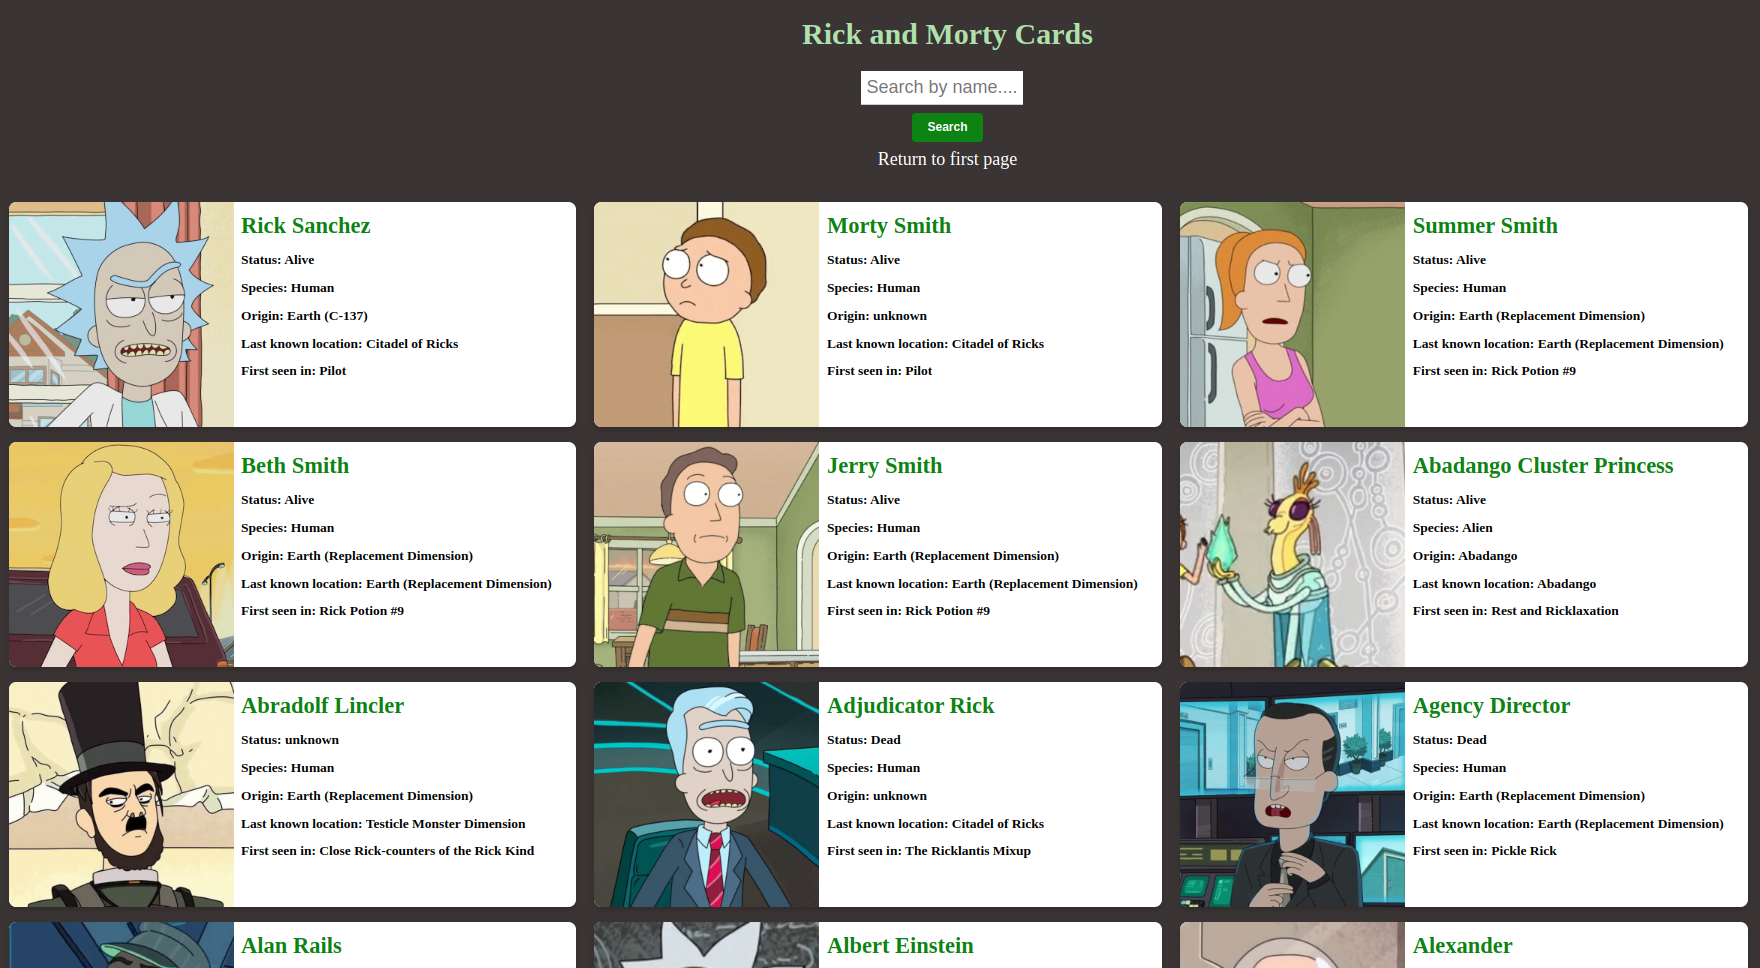 Rick and Morty Cards
Search by name....
Search
Return to first page
Rick Sanchez
Status: Alive
Species: Human
Origin: Earth (C-137)
Last known location: Citadel of Ricks
First seen in: Pilot
Morty Smith
Status: Alive
Species: Human
Origin: unknown
Last known location: Citadel of Ricks
First seen in: Pilot
Summer Smith
Status: Alive
Species: Human
Origin: Earth (Replacement Dimension)
Last known location: Earth (Replacement Dimension)
First seen in: Rick Potion #9
Beth Smith
Status: Alive
Species: Human
Origin: Earth (Replacement Dimension)
Last known location: Earth (Replacement Dimension)
First seen in: Rick Potion #9
Jerry Smith
Status: Alive
Species: Human
Origin: Earth (Replacement Dimension)
Last known location: Earth (Replacement Dimension)
First seen in: Rick Potion #9
Abadango Cluster Princess
Status: Alive
Species: Alien
Origin: Abadango
Last known location: Abadango
First seen in: Rest and Ricklaxation
Abradolf Lincler
Status: unknown
Species: Human
Origin: Earth (Replacement Dimension)
Last known location: Testicle Monster Dimension
First seen in: Close Rick-counters of the Rick Kind
Adjudicator Rick
Status: Dead
Species: Human
Origin: unknown
Last known location: Citadel of Ricks
First seen in: The Ricklantis Mixup
Agency Director
Status: Dead
Species: Human
Origin: Earth (Replacement Dimension)
Last known location: Earth (Replacement Dimension)
First seen in: Pickle Rick
Alan Rails
Albert Einstein
Alexander